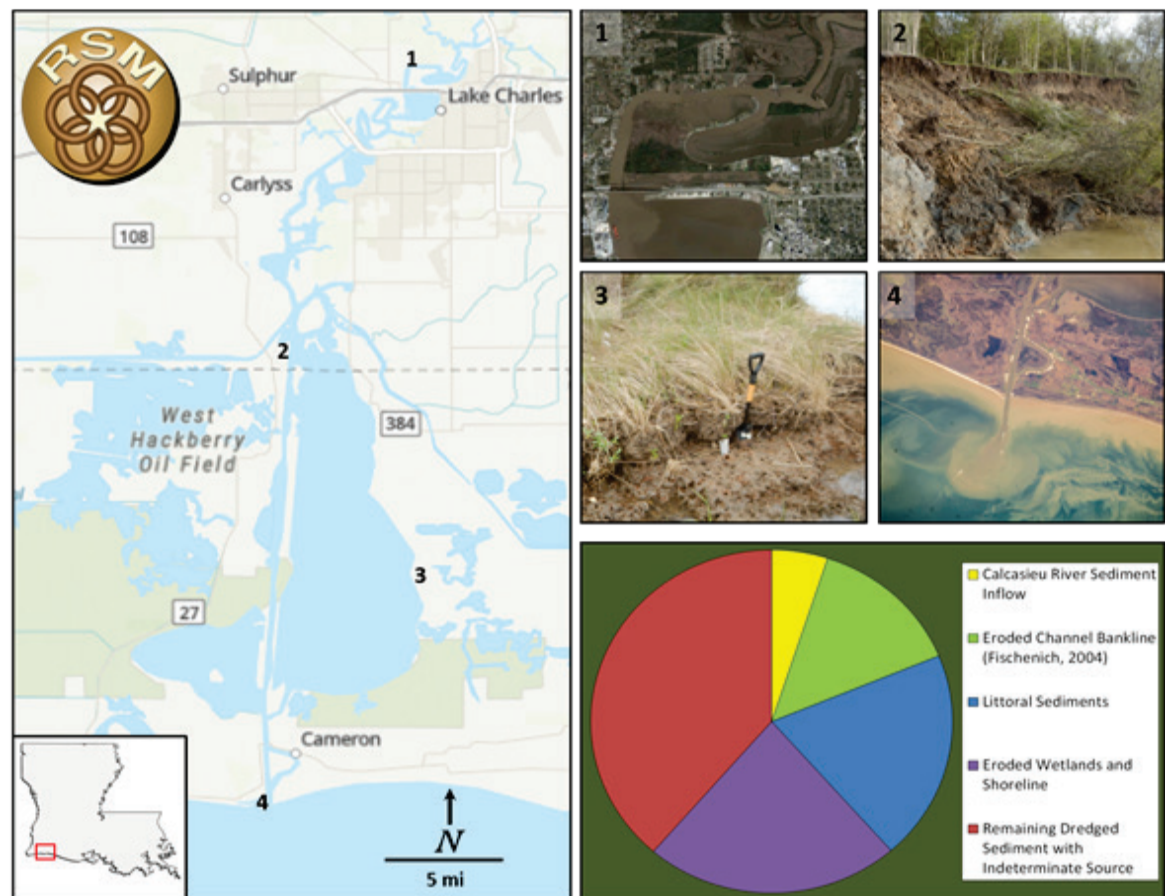 RSM
Sulphur
1
Lake Charles
Carlyss
108
2
West
Hackberry
Oil Field
384
3
27
Cameron
4
N
5 mi
1
2
3
4
Calcasieu River Sediment
Inflow
Eroded Channel Bankline
(Fischenich, 2004)
Littoral Sediments
Eroded Wetlands and
Shoreline
Remaining Dredged
Sediment with
Indeterminate Source